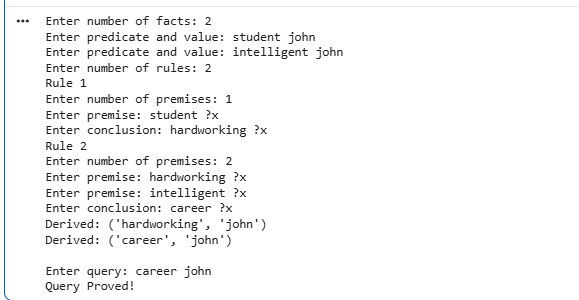 Enter number of facts: 2
Enter predicate and value: student john
Enter predicate and value: intelligent john
Enter number of rules: 2
Rule 1
Enter number of premises: 1
Enter premise: student ?x
Enter conclusion: hardworking ?x
Rule 2
Enter number of premises: 2
Enter premise: hardworking ?x
Enter premise: intelligent ?x
Enter conclusion: career ?x
Derived: ('hardworking', 'john')
Derived: ('career', 'john')
Enter query: career john
Query Proved!